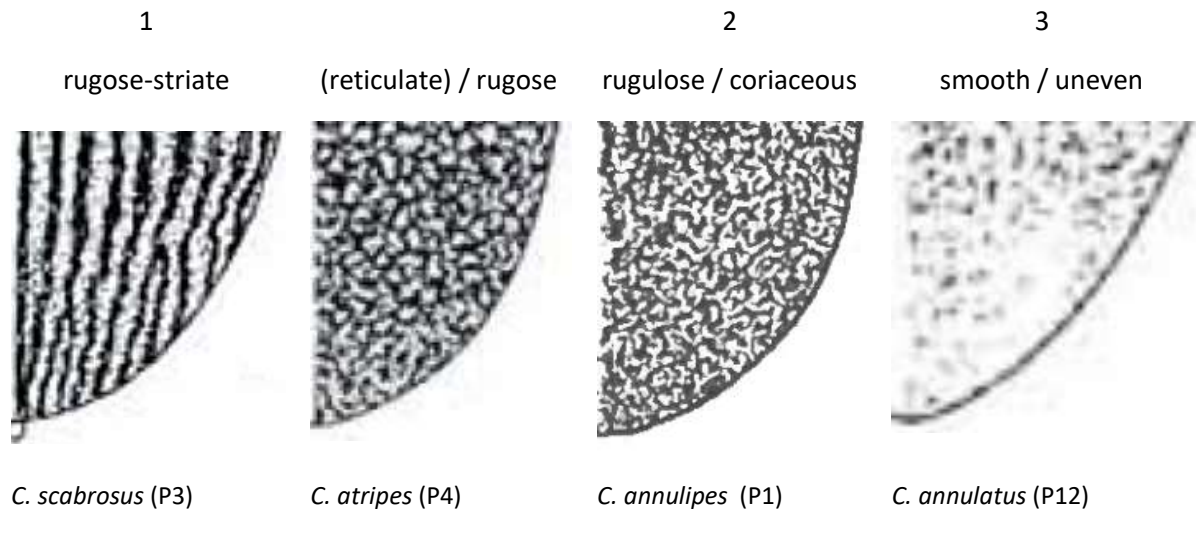 1 2 3
rugose-striate (reticulate) / rugose rugulose / coriaceous smooth / uneven
C. scabrosus (P3) C. atripes (P4) C. annulipes (P1) C. annulatus (P12)